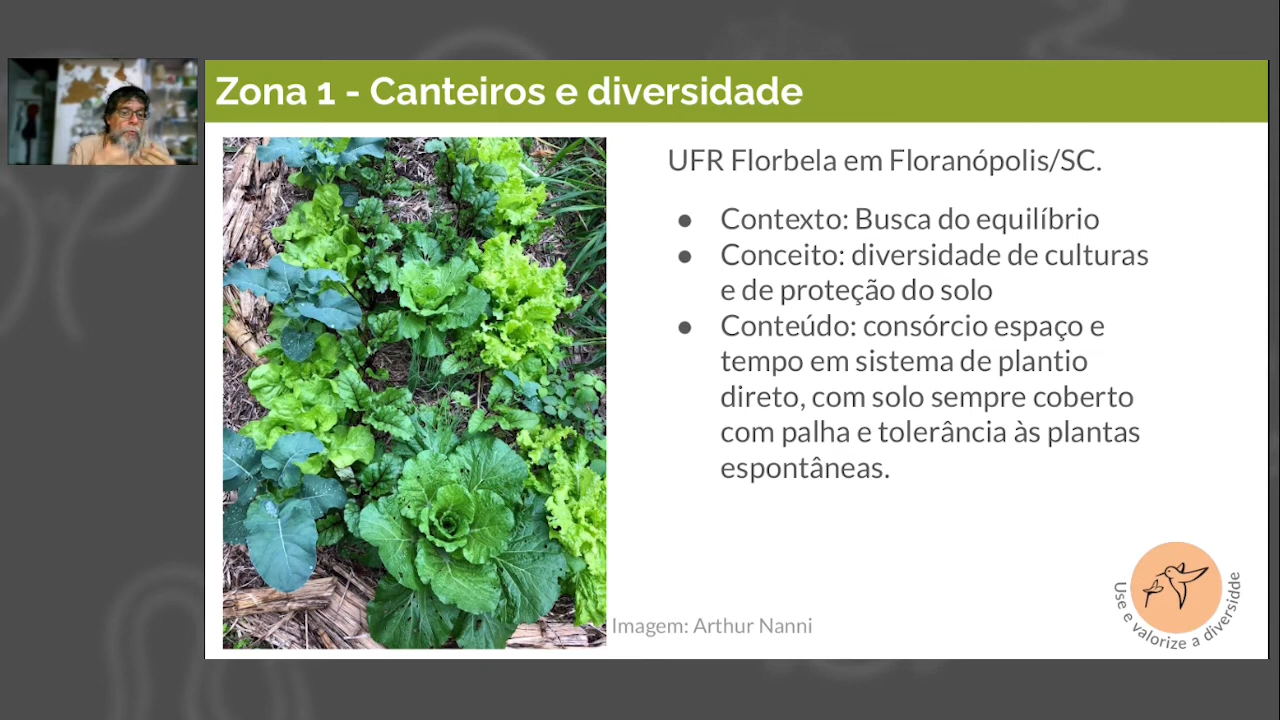 Zona 1 - Canteiros e diversidade
UFR Florbela em Floranópolis/SC.
● Contexto: Busca do equilíbrio
● Conceito: diversidade de culturas
e de proteção do solo
● Conteúdo: consórcio espaço e
tempo em sistema de plantio
direto, com solo sempre coberto
com palha e tolerância às plantas
espontâneas.
Imagem: Arthur Nanni
Use e valorize a diversidde